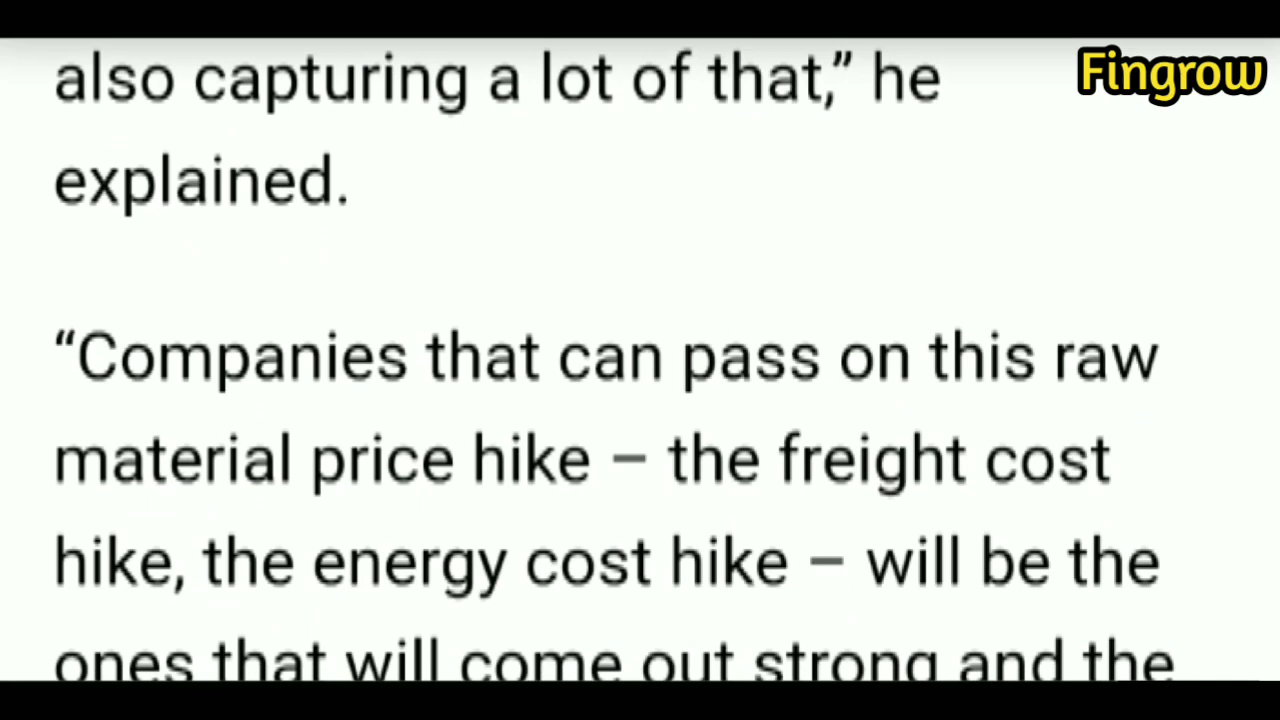 also capturing a lot of that,” he
Fingrow
explained.
“Companies that can pass on this raw
material price hike – the freight cost
hike, the energy cost hike – will be the
ones that will come out strong and the